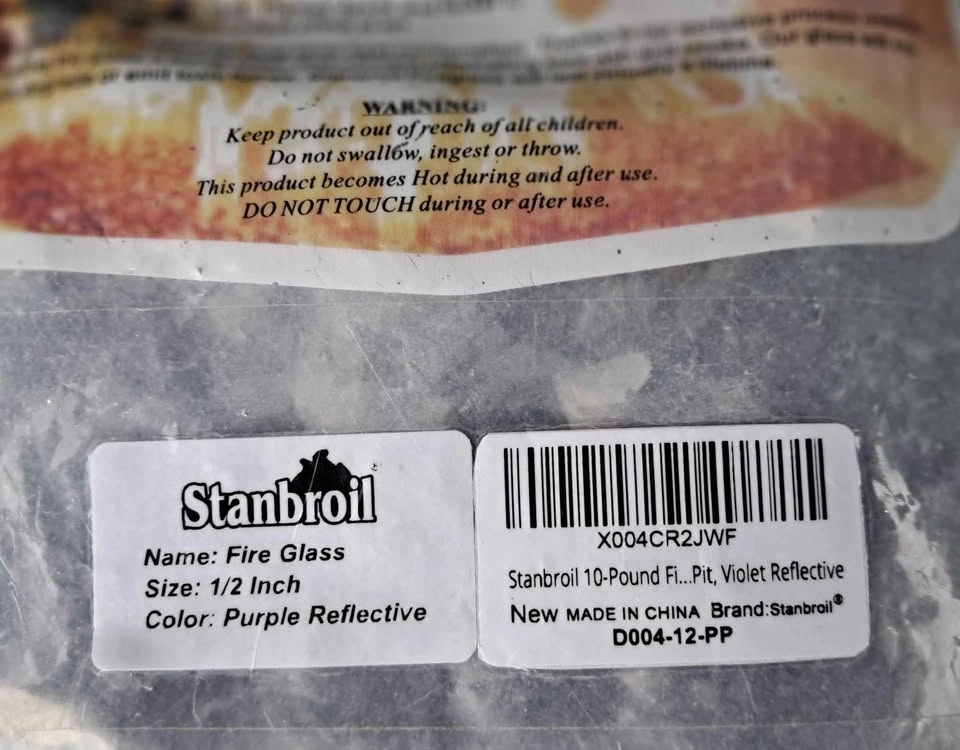 WARNING:
Keep product out of reach of all children.
Do not swallow, ingest or throw.
This product becomes Hot during and after use.
DO NOT TOUCH during or after use.
Stanbroil®
Name: Fire Glass
Size: 1/2 Inch
Color: Purple Reflective
X004CR2JWF
Stanbroil 10-Pound Fi...Pit, Violet Reflective
New MADE IN CHINA Brand:Stanbroil®
D004-12-PP